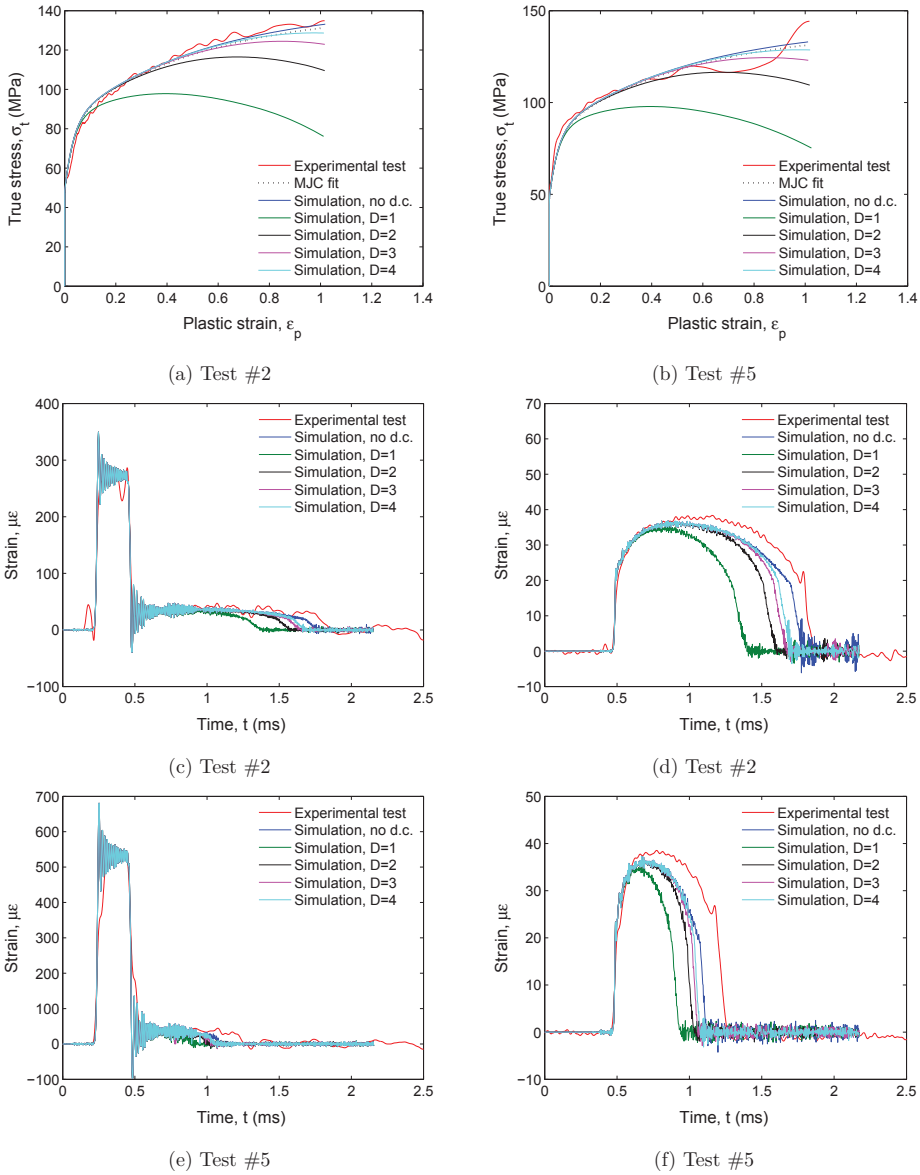 140
120
100
80
60
40
20
0
0 0.2 0.4 0.6 0.8 1 1.2 1.4
True stress, σt (MPa)
Plastic strain, εp
Experimental test
MJC fit
Simulation, no d.c.
Simulation, D=1
Simulation, D=2
Simulation, D=3
Simulation, D=4
(a) Test #2
150
100
50
0
0 0.2 0.4 0.6 0.8 1 1.2 1.4
True stress, σt (MPa)
Plastic strain, εp
Experimental test
MJC fit
Simulation, no d.c.
Simulation, D=1
Simulation, D=2
Simulation, D=3
Simulation, D=4
(b) Test #5
400
300
200
100
0
−100
0 0.5 1 1.5 2 2.5
Strain, µε
Time, t (ms)
Experimental test
Simulation, no d.c.
Simulation, D=1
Simulation, D=2
Simulation, D=3
Simulation, D=4
(c) Test #2
70
60
50
40
30
20
10
0
−10
0 0.5 1 1.5 2 2.5
Strain, µε
Time, t (ms)
Experimental test
Simulation, no d.c.
Simulation, D=1
Simulation, D=2
Simulation, D=3
Simulation, D=4
(d) Test #2
700
600
500
400
300
200
100
0
−100
0 0.5 1 1.5 2 2.5
Strain, µε
Time, t (ms)
Experimental test
Simulation, no d.c.
Simulation, D=1
Simulation, D=2
Simulation, D=3
Simulation, D=4
(e) Test #5
50
40
30
20
10
0
−10
0 0.5 1 1.5 2 2.5
Strain, µε
Time, t (ms)
Experimental test
Simulation, no d.c.
Simulation, D=1
Simulation, D=2
Simulation, D=3
Simulation, D=4
(f) Test #5